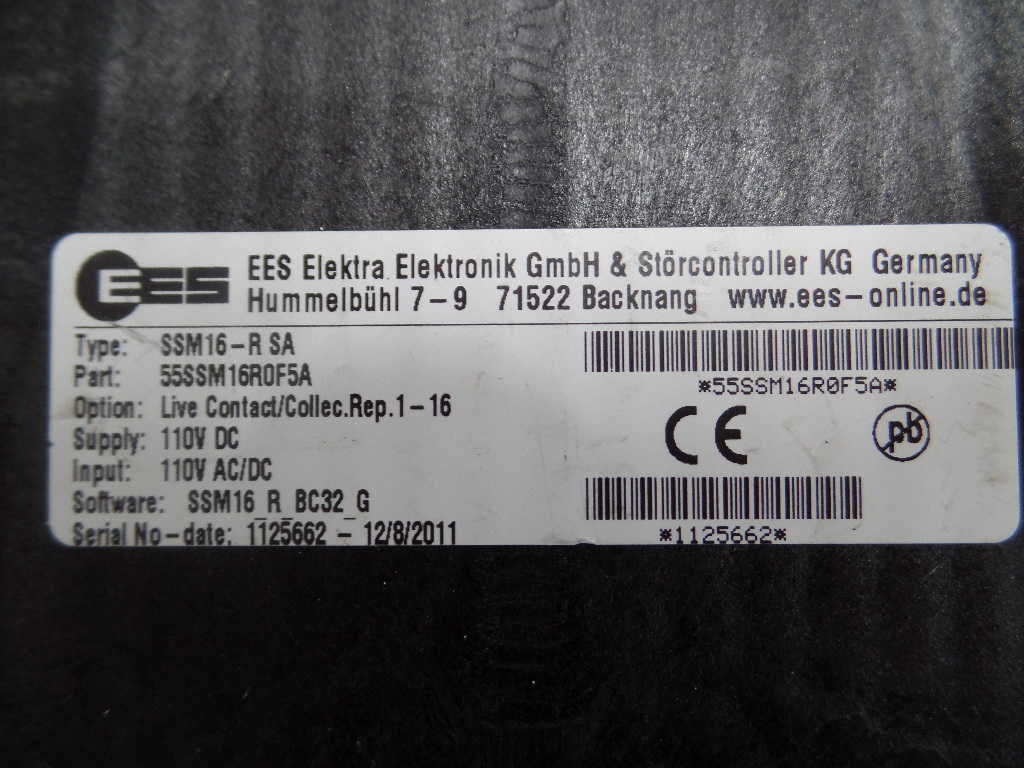 EES EES Elektra Elektronik GmbH & Störcontroller KG Germany
Hummelbühl 7-9 71522 Backnang www.ees-online.de
Type: SSM16-R SA
Part: 55SSM16R0F5A
*55SSM16R0F5A*
Option: Live Contact/Collec.Rep.1-16
Supply: 110V DC
CE pb
Input: 110V AC/DC
Software: SSM16_R_BC32_G
Serial No-date: 1125662 - 12/8/2011
*1125662*